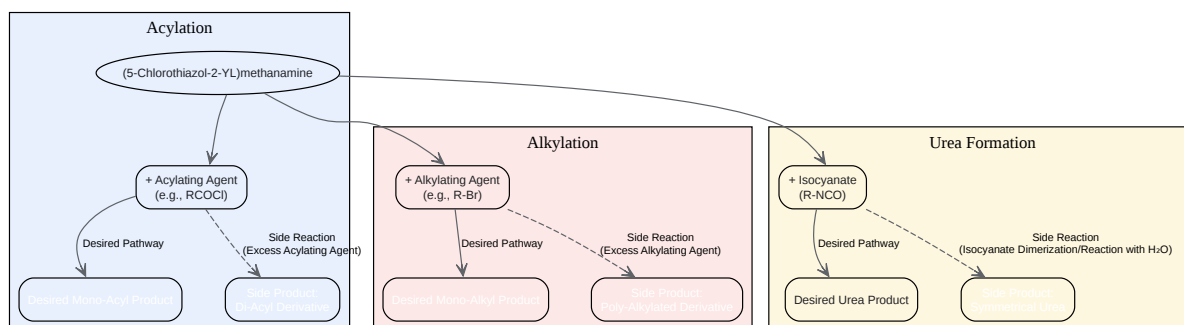 Acylation
(5-Chlorothiazol-2-YL)methanamine
Alkylation
Urea Formation
+ Acylating Agent
(e.g., RCOCl)
+ Alkylating Agent
(e.g., R-Br)
+ Isocyanate
(R-NCO)
Desired Pathway
Side Reaction
(Excess Acylating Agent)
Desired Pathway
Side Reaction
(Excess Alkylating Agent)
Desired Pathway
Side Reaction
(Isocyanate Dimerization/Reaction with H₂O)
Desired Mono-Acyl Product
Side Product:
Di-Acyl Derivative
Desired Mono-Alkyl Product
Side Product:
Poly-Alkylated Derivative
Desired Urea Product
Side Product:
Symmetrical Urea